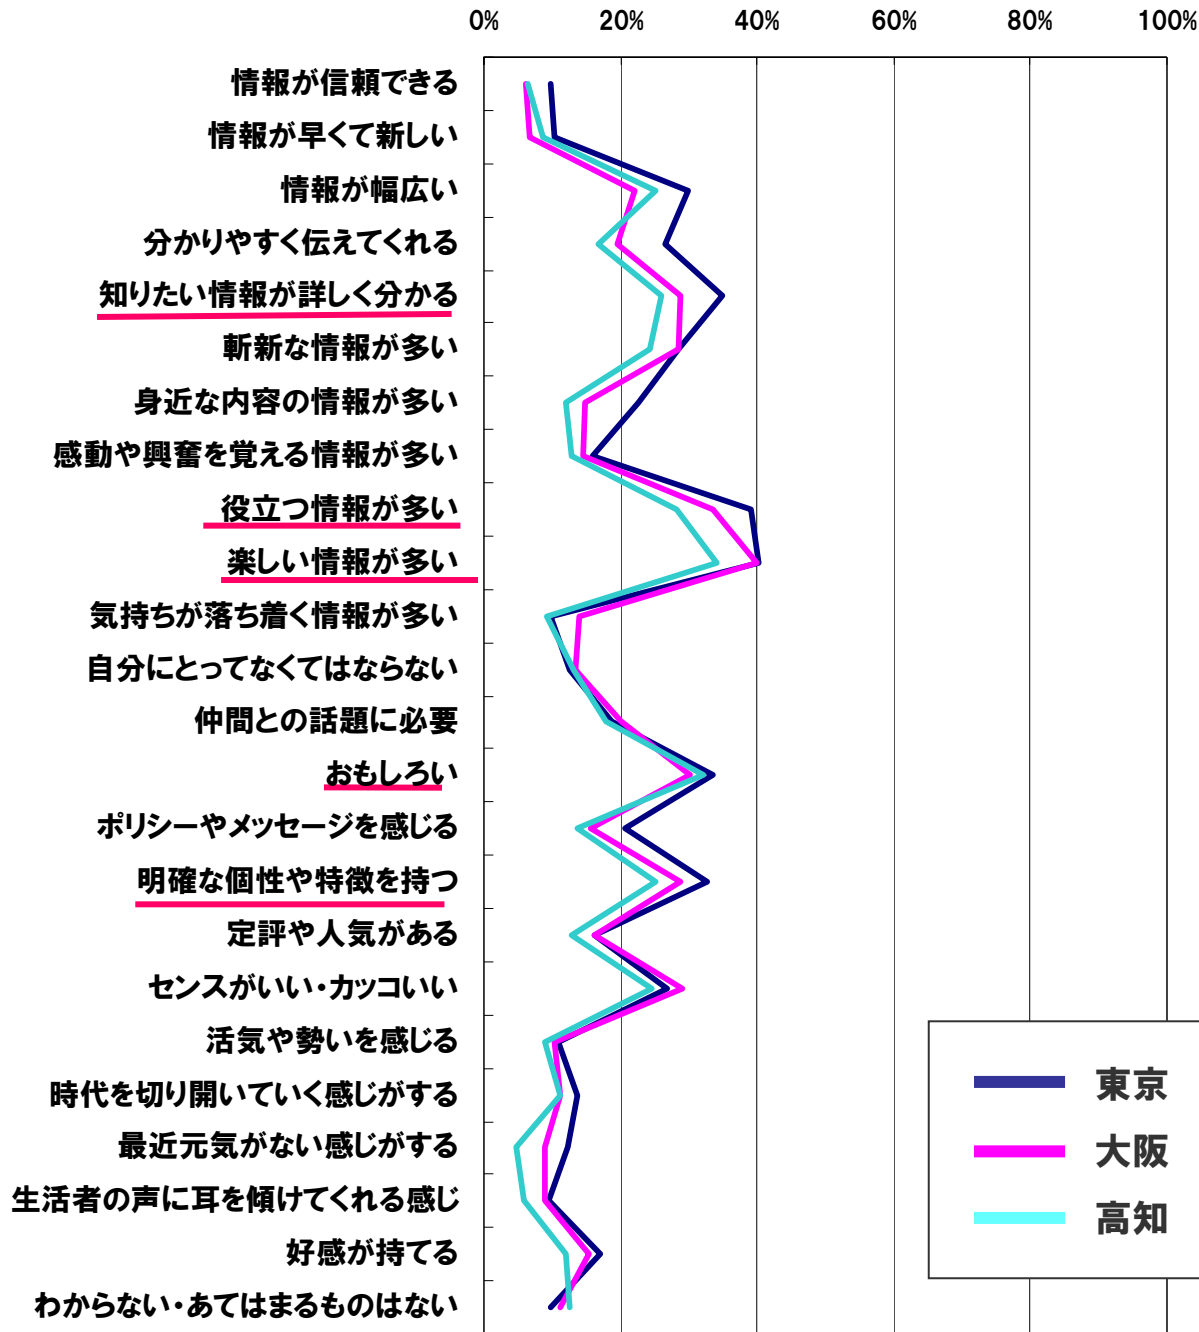 0% 20% 40% 60% 80% 100%
情報が信頼できる
情報が早くて新しい
情報が幅広い
分かりやすく伝えてくれる
知りたい情報が詳しく分かる
斬新な情報が多い
身近な内容の情報が多い
感動や興奮を覚える情報が多い
役立つ情報が多い
楽しい情報が多い
気持ちが落ち着く情報が多い
自分にとってなくてはならない
仲間との話題に必要
おもしろい
ポリシーやメッセージを感じる
明確な個性や特徴を持つ
定評や人気がある
センスがいい・カッコいい
活気や勢いを感じる
時代を切り開いていく感じがする
最近元気がない感じがする
生活者の声に耳を傾けてくれる感じ
好感が持てる
わからない・あてはまるものはない
東京
大阪
高知